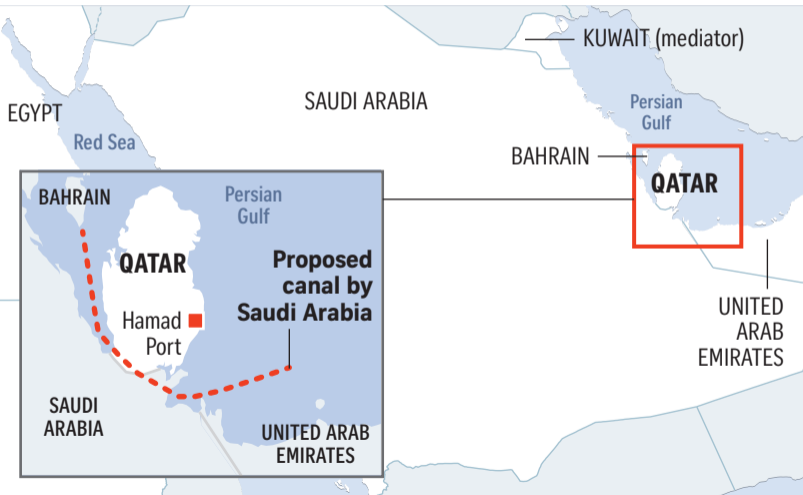 KUWAIT (mediator)
EGYPT
SAUDI ARABIA
Persian
Gulf
Red Sea
BAHRAIN
QATAR
UNITED
ARAB
EMIRATES
BAHRAIN
Persian
Gulf
QATAR
Proposed
canal by
Saudi Arabia
Hamad
Port
SAUDI
ARABIA
UNITED ARAB
EMIRATES